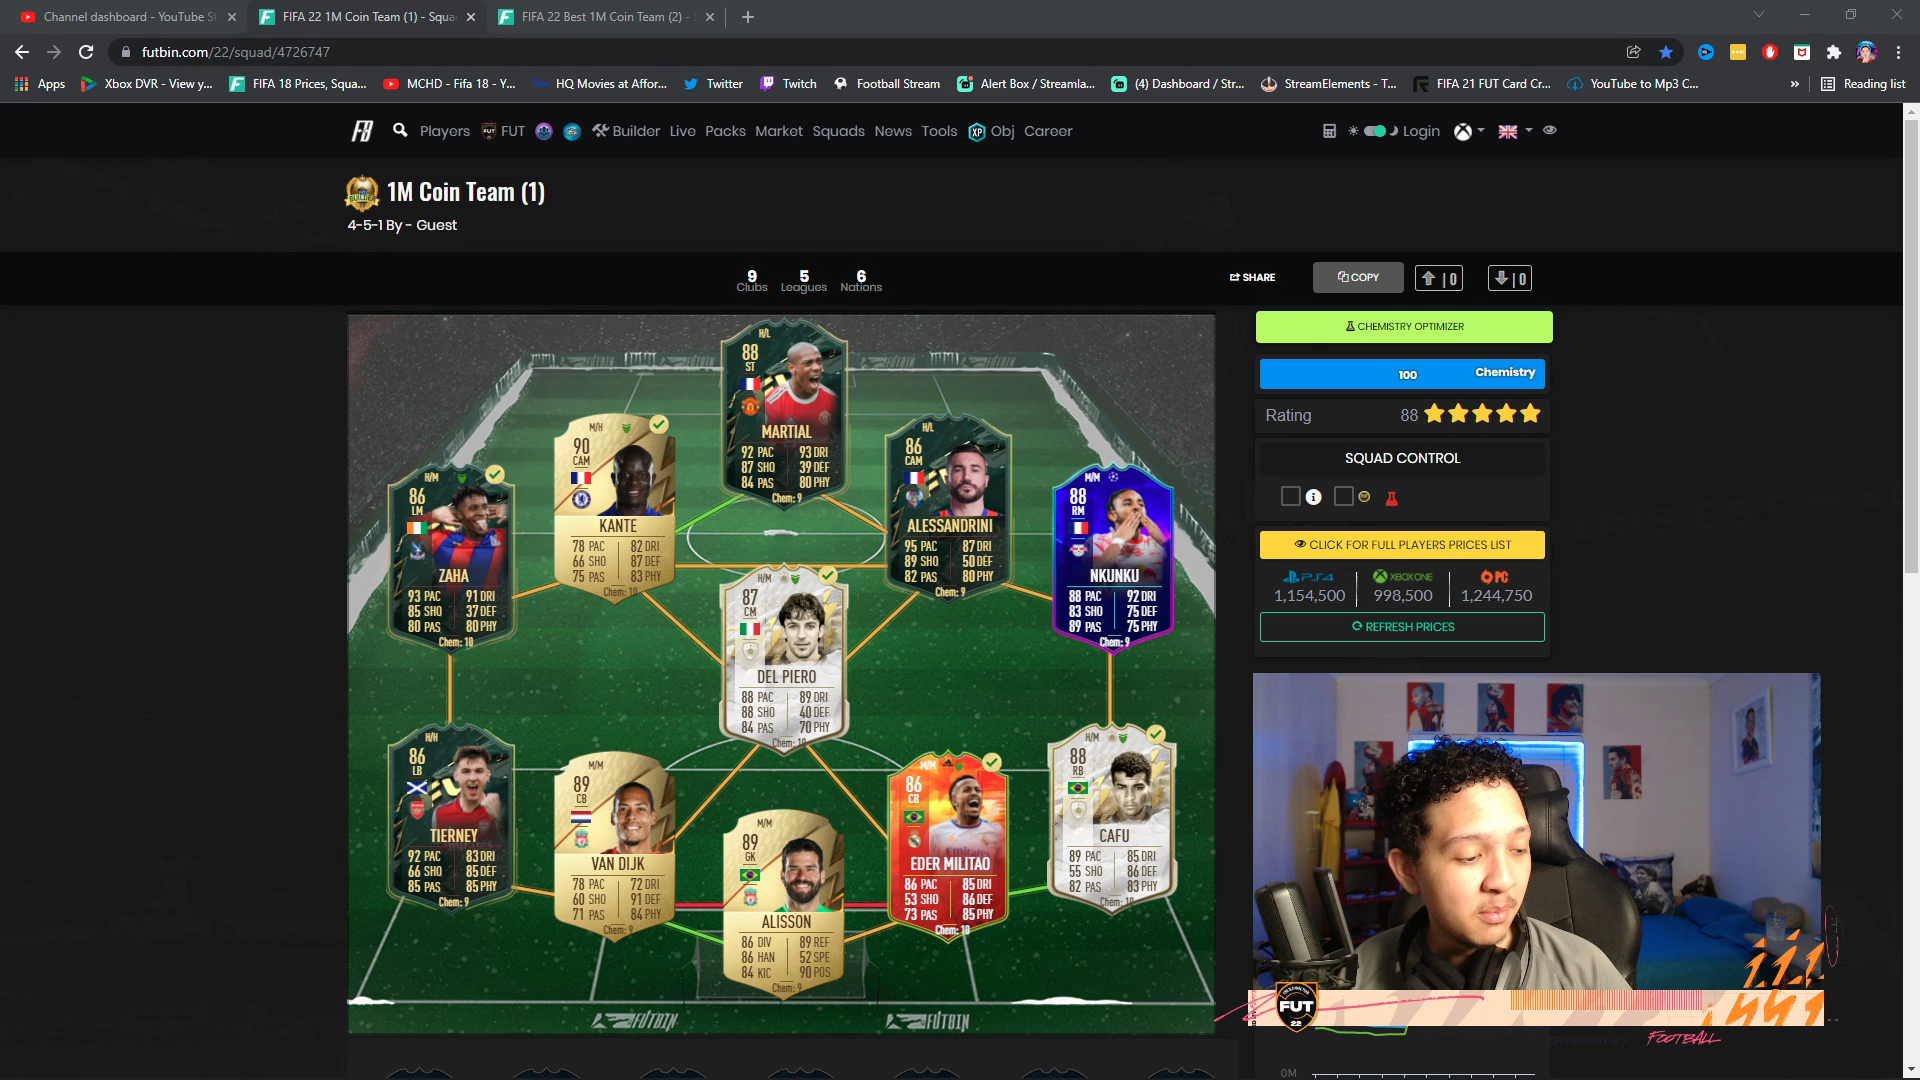 Channel dashboard - YouTube St
FIFA 22 1M Coin Team (1) - Squa
FIFA 22 Best 1M Coin Team (2) -
futbin.com/22/squad/4726747
Apps
Xbox DVR - View y...
FIFA 18 Prices, Squa...
MCHD - Fifa 18 - Y...
HQ Movies at Affor...
Twitter
Twitch
Football Stream
Alert Box / Streamla...
(4) Dashboard / Str...
StreamElements - T...
FIFA 21 FUT Card Cr...
YouTube to Mp3 C...
»
Reading list
Players FUT Builder Live Packs Market Squads News Tools Obj Career
XP
Login
1M Coin Team (1)
4-5-1 By - Guest
9 Clubs
5 Leagues
6 Nations
SHARE
COPY
| 0
| 0
CHEMISTRY OPTIMIZER
100 Chemistry
Rating 88
SQUAD CONTROL
CLICK FOR FULL PLAYERS PRICES LIST
PS4 XBOXONE PC
1,154,500 998,500 1,244,750
REFRESH PRICES
H/L
88
ST
MARTIAL
92 PAC 93 DRI
87 SHO 39 DEF
84 PAS 80 PHY
Chem: 9
M/H
90
CAM
KANTE
78 PAC 82 DRI
66 SHO 87 DEF
75 PAS 83 PHY
Chem: 10
H/L
86
CAM
ALESSANDRINI
95 PAC 87 DRI
89 SHO 50 DEF
82 PAS 80 PHY
Chem: 9
H/M
86
LM
ZAHA
93 PAC 91 DRI
85 SHO 37 DEF
80 PAS 80 PHY
Chem: 10
M/M
88
RM
NKUNKU
88 PAC 92 DRI
83 SHO 75 DEF
89 PAS 75 PHY
Chem: 9
H/M
87
CM
DEL PIERO
88 PAC 89 DRI
88 SHO 40 DEF
84 PAS 70 PHY
Chem: 10
H/H
86
LB
TIERNEY
92 PAC 83 DRI
66 SHO 85 DEF
85 PAS 85 PHY
Chem: 9
M/M
89
CB
VAN DIJK
78 PAC 72 DRI
60 SHO 91 DEF
71 PAS 84 PHY
Chem: 9
M/M
89
GK
ALISSON
86 DIV 89 REF
86 HAN 52 SPE
84 KIC 90 POS
Chem: 9
M/M
86
CB
EDER MILITAO
86 PAC 85 DRI
53 SHO 86 DEF
73 PAS 85 PHY
Chem: 10
H/M
88
RB
CAFU
89 PAC 85 DRI
55 SHO 86 DEF
82 PAS 83 PHY
Chem: 10
FUTBIN
FUTBIN
FUT
22
FOOTBALL
0M